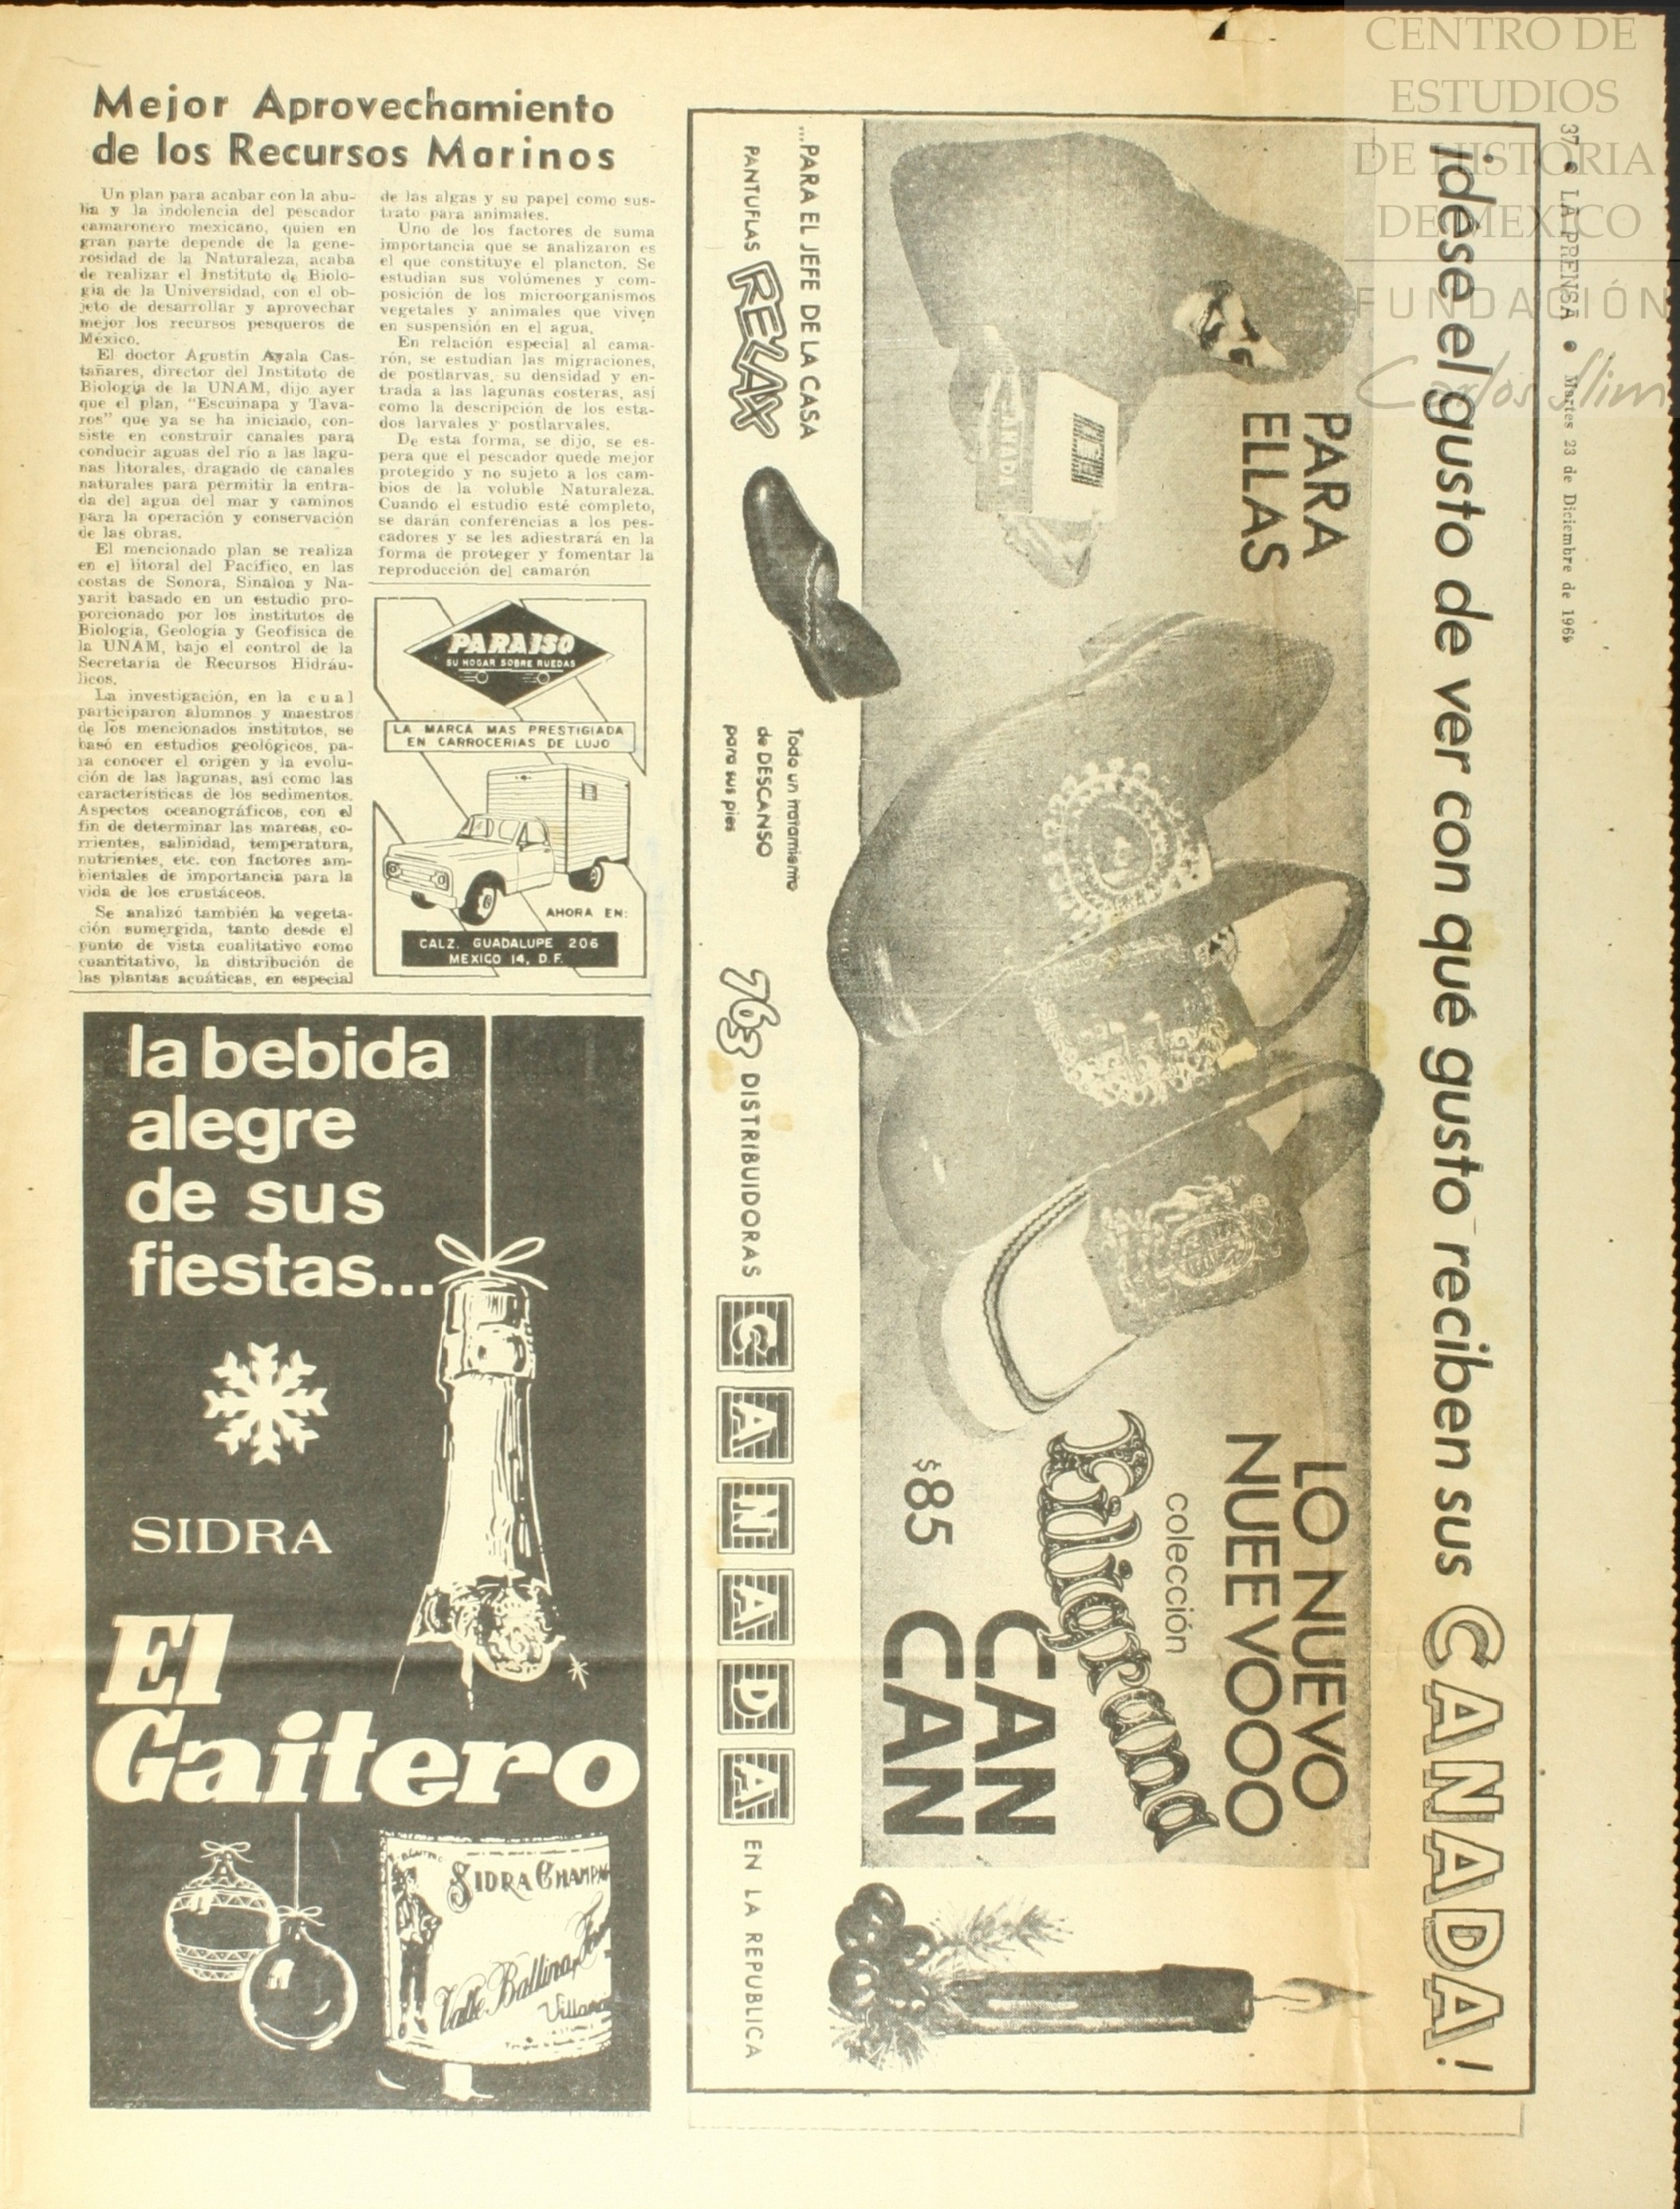 CENTRO DE
ESTUDIOS
DE HISTORIA
DE MEXICO
FUNDACIÓN
Carlos Slim
37 • LA PRENSA • Martes 23 de Diciembre de 196
Mejor Aprovechamiento
de los Recursos Marinos
Un plan para acabar con la abu-
lia y la indolencia del pescador
camaronero mexicano, quien en
gran parte depende de la gene-
rosidad de la Naturaleza, acaba
de realizar el Instituto de Biolo-
gía de la Universidad, con el ob-
jeto de desarrollar y aprovechar
mejor los recursos pesqueros de
México.
El doctor Agustín Ayala Cas-
tañares, director del Instituto de
Biología de la UNAM, dijo ayer
que el plan, "Escuinapa y Tava-
ros" que ya se ha iniciado, con-
siste en construir canales para
conducir aguas del río a las lagu-
nas litorales, dragado de canales
naturales para permitir la entra-
da del agua del mar y caminos
para la operación y conservación
de las obras.
El mencionado plan se realiza
en el litoral del Pacífico, en las
costas de Sonora, Sinaloa y Na-
yarit basado en un estudio pro-
porcionado por los institutos de
Biología, Geología y Geofísica de
la UNAM, bajo el control de la
Secretaría de Recursos Hidráu-
licos.
La investigación, en la cual
participaron alumnos y maestros
de los mencionados institutos, se
basó en estudios geológicos, pa-
ra conocer el origen y la evolu-
ción de las lagunas, así como las
características de los sedimentos.
Aspectos oceanográficos, con el
fin de determinar las mareas, co-
rrientes, salinidad, temperatura,
nutrientes, etc. con factores am-
bientales de importancia para la
vida de los crustáceos.
Se analizó también la vegeta-
ción sumergida, tanto desde el
punto de vista cualitativo como
cuantitativo, la distribución de
las plantas acuáticas, en especial
de las algas y su papel como sus-
trato para animales.
Uno de los factores de suma
importancia que se analizaron es
el que constituye el plancton. Se
estudian sus volúmenes y com-
posición de los microorganismos
vegetales y animales que viven
en suspensión en el agua.
En relación especial al cama-
rón, se estudian las migraciones,
de postlarvas, su densidad y en-
trada a las lagunas costeras, así
como la descripción de los esta-
dos larvales y postlarvales.
De esta forma, se dijo, se es-
pera que el pescador quede mejor
protegido y no sujeto a los cam-
bios de la voluble Naturaleza.
Cuando el estudio esté completo,
se darán conferencias a los pes-
cadores y se les adiestrará en la
forma de proteger y fomentar la
reproducción del camarón
PARAISO
SU HOGAR SOBRE RUEDAS
LA MARCA MAS PRESTIGIADA
EN CARROCERIAS DE LUJO
AHORA EN:
CALZ. GUADALUPE 206
MEXICO 14, D.F.
la bebida
alegre
de sus
fiestas...
SIDRA
El
Gaitero
SIDRA CHAMPA
Valle Ballina y
Villavi
¡dése el gusto de ver con qué gusto reciben sus CANADA!
PARA
ELLAS
CANADA
LO NUEVO
NUEEVOOO
colección
Filigrana
CAN
CAN
$85
...PARA EL JEFE DE LA CASA
PANTUFLAS RELAX
Todo un tratamiento
de DESCANSO
para sus pies
763 DISTRIBUIDORAS CANADA EN LA REPUBLICA